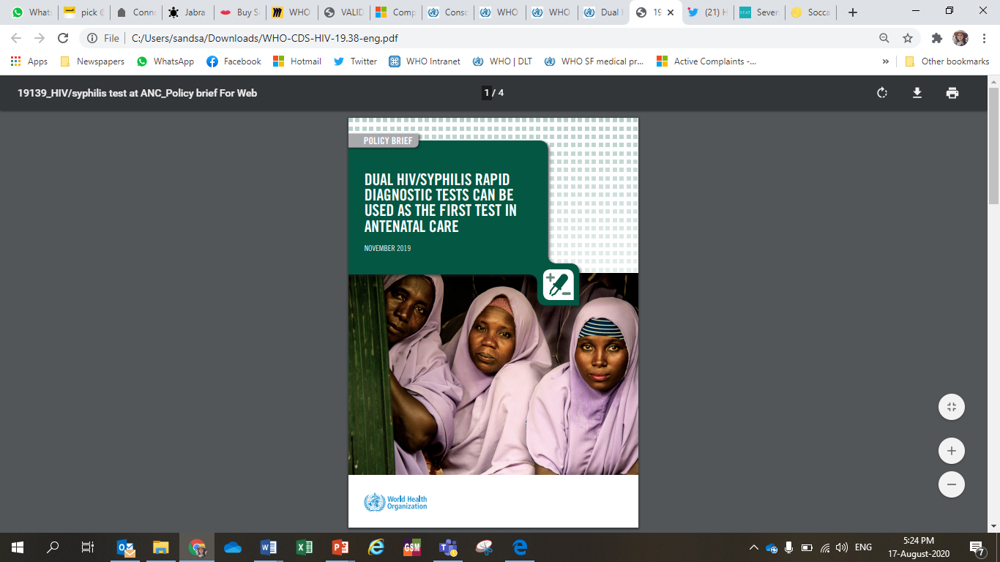 Whats
pick @
Conne
Jabra
Buy S
WHO
VALID
Comp
Conso
WHO
WHO
Dual H
19
(21) H
Sever
Socca
File
C:/Users/sandsa/Downloads/WHO-CDS-HIV-19.38-eng.pdf
Apps
Newspapers
WhatsApp
Facebook
Hotmail
Twitter
WHO Intranet
WHO | DLT
WHO SF medical pr...
Active Complaints -...
»
Other bookmarks
19139_HIV/syphilis test at ANC_Policy brief For Web
1 / 4
POLICY BRIEF
DUAL HIV/SYPHILIS RAPID
DIAGNOSTIC TESTS CAN BE
USED AS THE FIRST TEST IN
ANTENATAL CARE
NOVEMBER 2019
World Health
Organization
GSM
ENG
5:24 PM
17-August-2020
7